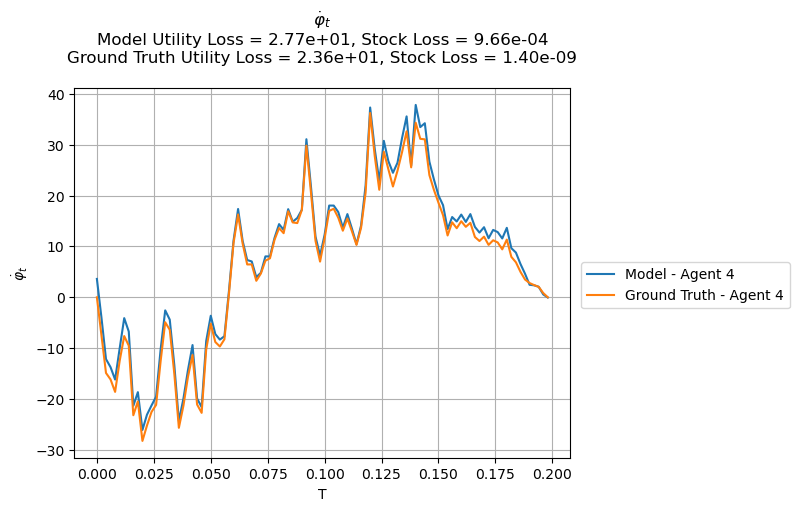 φ̇ₜ
Model Utility Loss = 2.77e+01, Stock Loss = 9.66e-04
Ground Truth Utility Loss = 2.36e+01, Stock Loss = 1.40e-09
40
30
20
10
0
−10
−20
−30
φ̇ₜ
0.000 0.025 0.050 0.075 0.100 0.125 0.150 0.175 0.200
T
Model - Agent 4
Ground Truth - Agent 4